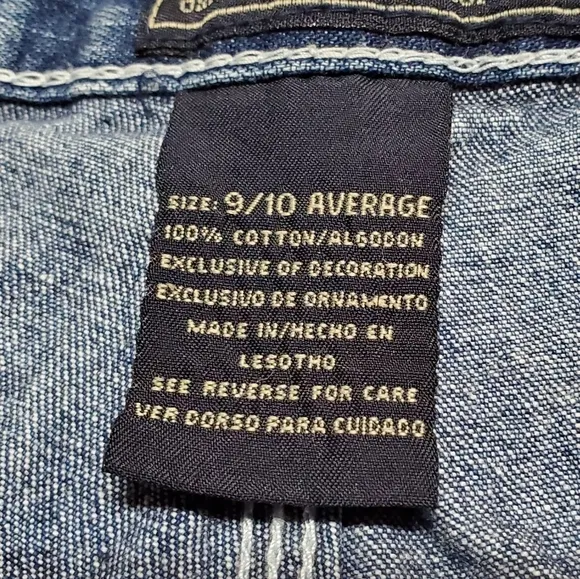 SIZE: 9/10 AVERAGE
100% COTTON/ALGODON
EXCLUSIVE OF DECORATION
EXCLUSIVO DE ORNAMENTO
MADE IN/HECHO EN
LESOTHO
SEE REVERSE FOR CARE
VER DORSO PARA CUIDADO